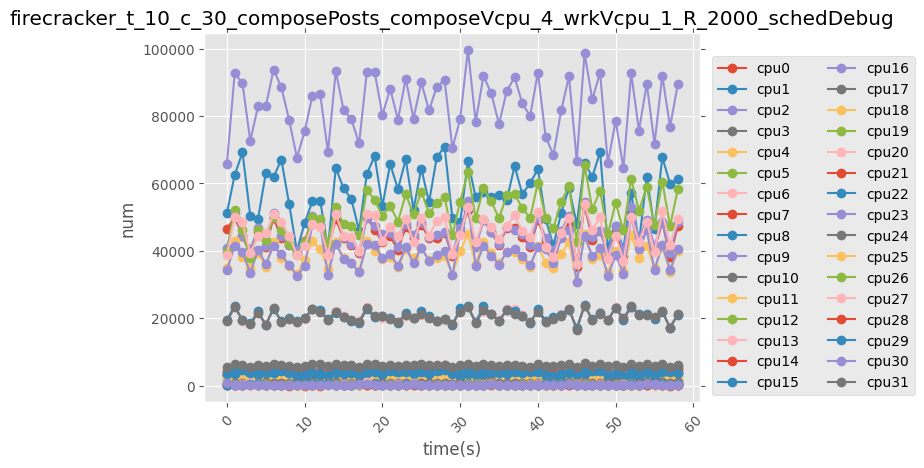 firecracker_t_10_c_30_composePosts_composeVcpu_4_wrkVcpu_1_R_2000_schedDebug
100000
80000
60000
40000
20000
0
num
0
10
20
30
40
50
60
time(s)
cpu0
cpu1
cpu2
cpu3
cpu4
cpu5
cpu6
cpu7
cpu8
cpu9
cpu10
cpu11
cpu12
cpu13
cpu14
cpu15
cpu16
cpu17
cpu18
cpu19
cpu20
cpu21
cpu22
cpu23
cpu24
cpu25
cpu26
cpu27
cpu28
cpu29
cpu30
cpu31